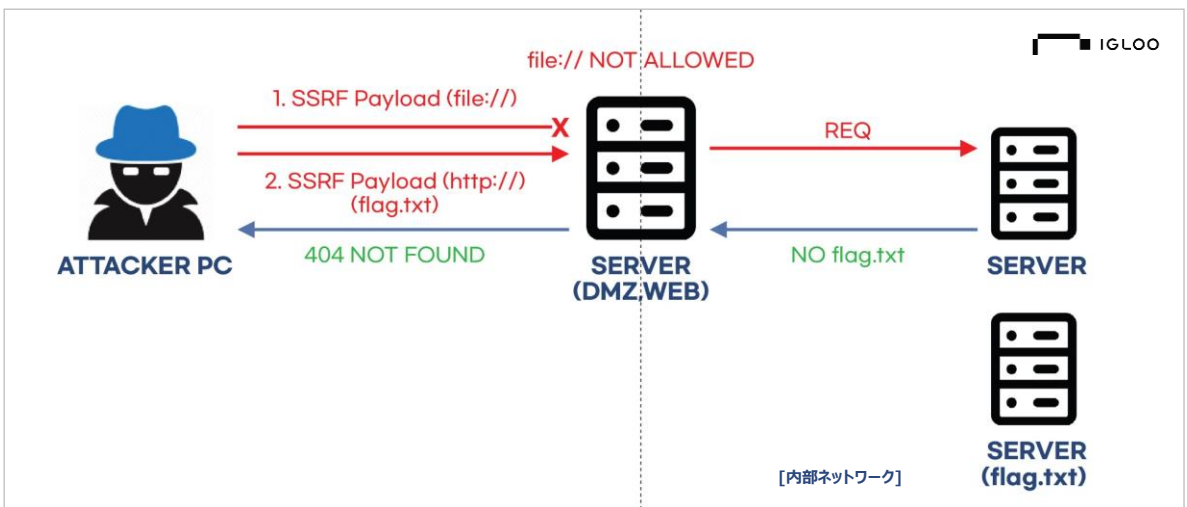 IGLOO
file:// NOT ALLOWED
1. SSRF Payload (file://)
X
REQ
2. SSRF Payload (http://)
(flag.txt)
404 NOT FOUND
NO flag.txt
ATTACKER PC
SERVER
(DMZ,WEB)
SERVER
SERVER
(flag.txt)
[内部ネットワーク]